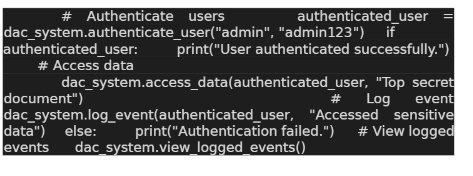 # Authenticate users authenticated_user =
dac_system.authenticate_user("admin", "admin123") if
authenticated_user: print("User authenticated successfully.")
# Access data
dac_system.access_data(authenticated_user, "Top secret
document") # Log event
dac_system.log_event(authenticated_user, "Accessed sensitive
data") else: print("Authentication failed.") # View logged
events dac_system.view_logged_events()